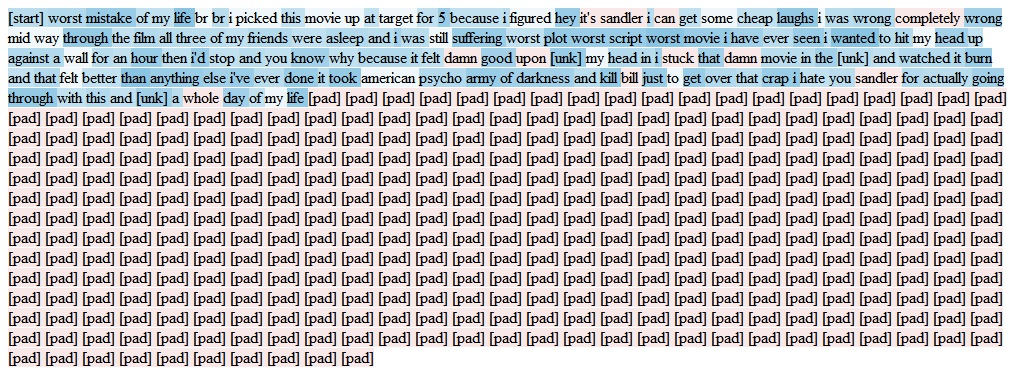 [start] worst mistake of my life br br i picked this movie up at target for 5 because i figured hey it's sandler i can get some cheap laughs i was wrong completely wrong
mid way through the film all three of my friends were asleep and i was still suffering worst plot worst script worst movie i have ever seen i wanted to hit my head up
against a wall for an hour then i'd stop and you know why because it felt damn good upon [unk] my head in i stuck that damn movie in the [unk] and watched it burn
and that felt better than anything else i've ever done it took american psycho army of darkness and kill bill just to get over that crap i hate you sandler for actually going
through with this and [unk] a whole day of my life [pad] [pad] [pad] [pad] [pad] [pad] [pad] [pad] [pad] [pad] [pad] [pad] [pad] [pad] [pad] [pad] [pad] [pad] [pad]
[pad] [pad] [pad] [pad] [pad] [pad] [pad] [pad] [pad] [pad] [pad] [pad] [pad] [pad] [pad] [pad] [pad] [pad] [pad] [pad] [pad] [pad] [pad] [pad] [pad] [pad] [pad]
[pad] [pad] [pad] [pad] [pad] [pad] [pad] [pad] [pad] [pad] [pad] [pad] [pad] [pad] [pad] [pad] [pad] [pad] [pad] [pad] [pad] [pad] [pad] [pad] [pad] [pad] [pad]
[pad] [pad] [pad] [pad] [pad] [pad] [pad] [pad] [pad] [pad] [pad] [pad] [pad] [pad] [pad] [pad] [pad] [pad] [pad] [pad] [pad] [pad] [pad] [pad] [pad] [pad] [pad]
[pad] [pad] [pad] [pad] [pad] [pad] [pad] [pad] [pad] [pad] [pad] [pad] [pad] [pad] [pad] [pad] [pad] [pad] [pad] [pad] [pad] [pad] [pad] [pad] [pad] [pad] [pad]
[pad] [pad] [pad] [pad] [pad] [pad] [pad] [pad] [pad] [pad] [pad] [pad] [pad] [pad] [pad] [pad] [pad] [pad] [pad] [pad] [pad] [pad] [pad] [pad] [pad] [pad] [pad]
[pad] [pad] [pad] [pad] [pad] [pad] [pad] [pad] [pad] [pad] [pad] [pad] [pad] [pad] [pad] [pad] [pad] [pad] [pad] [pad] [pad] [pad] [pad] [pad] [pad] [pad] [pad]
[pad] [pad] [pad] [pad] [pad] [pad] [pad] [pad] [pad] [pad] [pad] [pad] [pad] [pad] [pad] [pad] [pad] [pad] [pad] [pad] [pad] [pad] [pad] [pad] [pad] [pad] [pad]
[pad] [pad] [pad] [pad] [pad] [pad] [pad] [pad] [pad] [pad] [pad] [pad] [pad] [pad] [pad] [pad] [pad] [pad] [pad] [pad] [pad] [pad] [pad] [pad] [pad] [pad] [pad]
[pad] [pad] [pad] [pad] [pad] [pad] [pad] [pad] [pad] [pad] [pad] [pad] [pad] [pad] [pad] [pad] [pad] [pad] [pad] [pad] [pad] [pad] [pad] [pad] [pad] [pad] [pad]
[pad] [pad] [pad] [pad] [pad] [pad] [pad] [pad] [pad] [pad] [pad] [pad] [pad] [pad] [pad] [pad] [pad] [pad] [pad] [pad] [pad] [pad] [pad] [pad] [pad] [pad] [pad]
[pad] [pad] [pad] [pad] [pad] [pad] [pad] [pad] [pad] [pad] [pad] [pad] [pad] [pad] [pad] [pad] [pad] [pad] [pad] [pad] [pad] [pad] [pad] [pad] [pad] [pad] [pad]
[pad] [pad] [pad] [pad] [pad] [pad] [pad] [pad] [pad] [pad] [pad] [pad] [pad] [pad] [pad] [pad] [pad] [pad] [pad] [pad] [pad] [pad] [pad] [pad] [pad] [pad] [pad]
[pad] [pad] [pad] [pad] [pad] [pad] [pad] [pad] [pad] [pad]